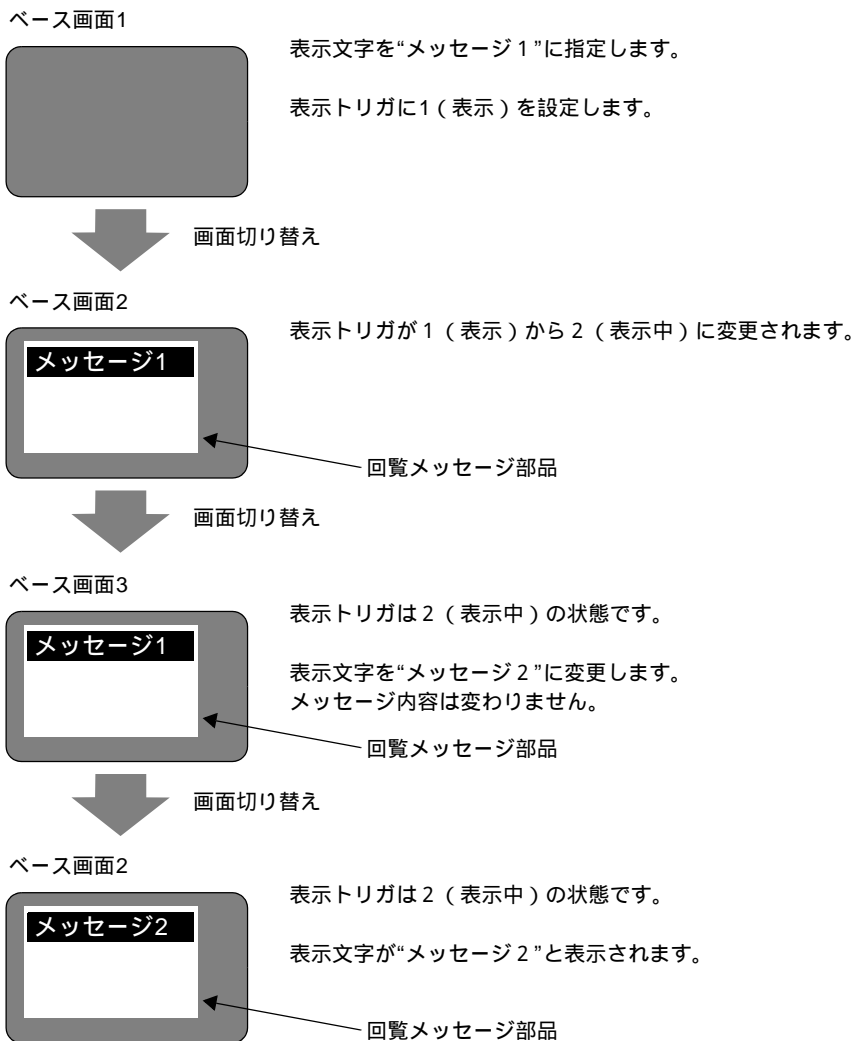 ベース画面1
表示文字を“メッセージ１”に指定します。
表示トリガに1（表示）を設定します。
画面切り替え
ベース画面2
表示トリガが１（表示）から２（表示中）に変更されます。
メッセージ1
回覧メッセージ部品
画面切り替え
ベース画面3
表示トリガは２（表示中）の状態です。
メッセージ1
表示文字を“メッセージ２”に変更します。
メッセージ内容は変わりません。
回覧メッセージ部品
画面切り替え
ベース画面2
表示トリガは２（表示中）の状態です。
メッセージ2
表示文字が“メッセージ２”と表示されます。
回覧メッセージ部品